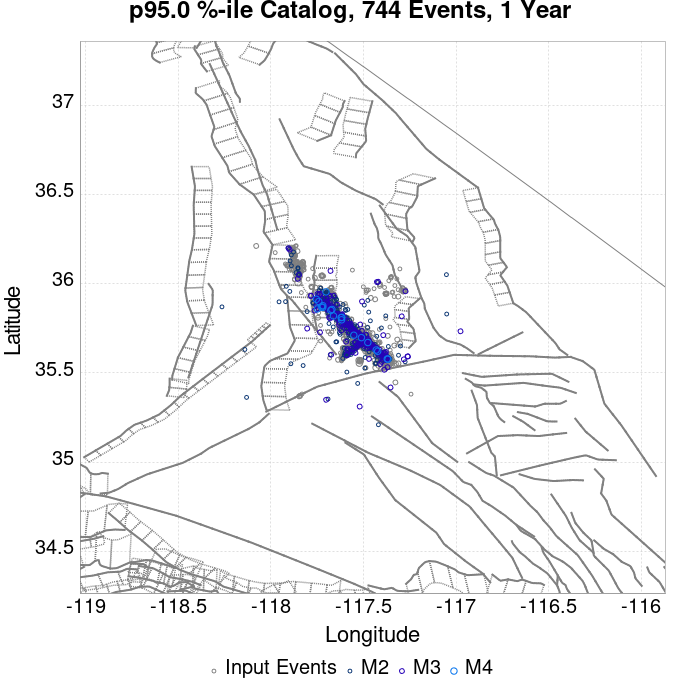 p95.0 %-ile Catalog, 744 Events, 1 Year
37
36.5
36
35.5
35
34.5
Latitude
-119 -118.5 -118 -117.5 -117 -116.5 -116
Longitude
Input Events M2 M3 M4